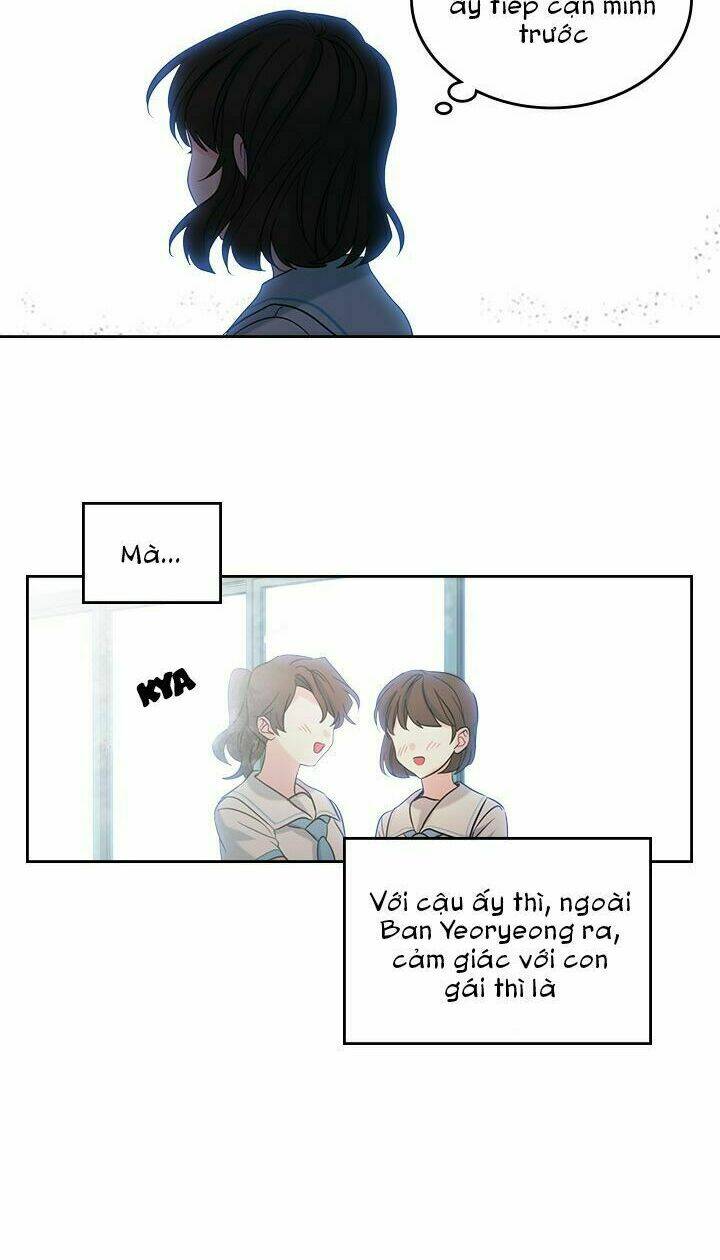 ấy tiếp cận mình
trước
Mà...
KYA
Với cậu ấy thì, ngoài
Ban Yeoryeong ra,
cảm giác với con
gái thì là